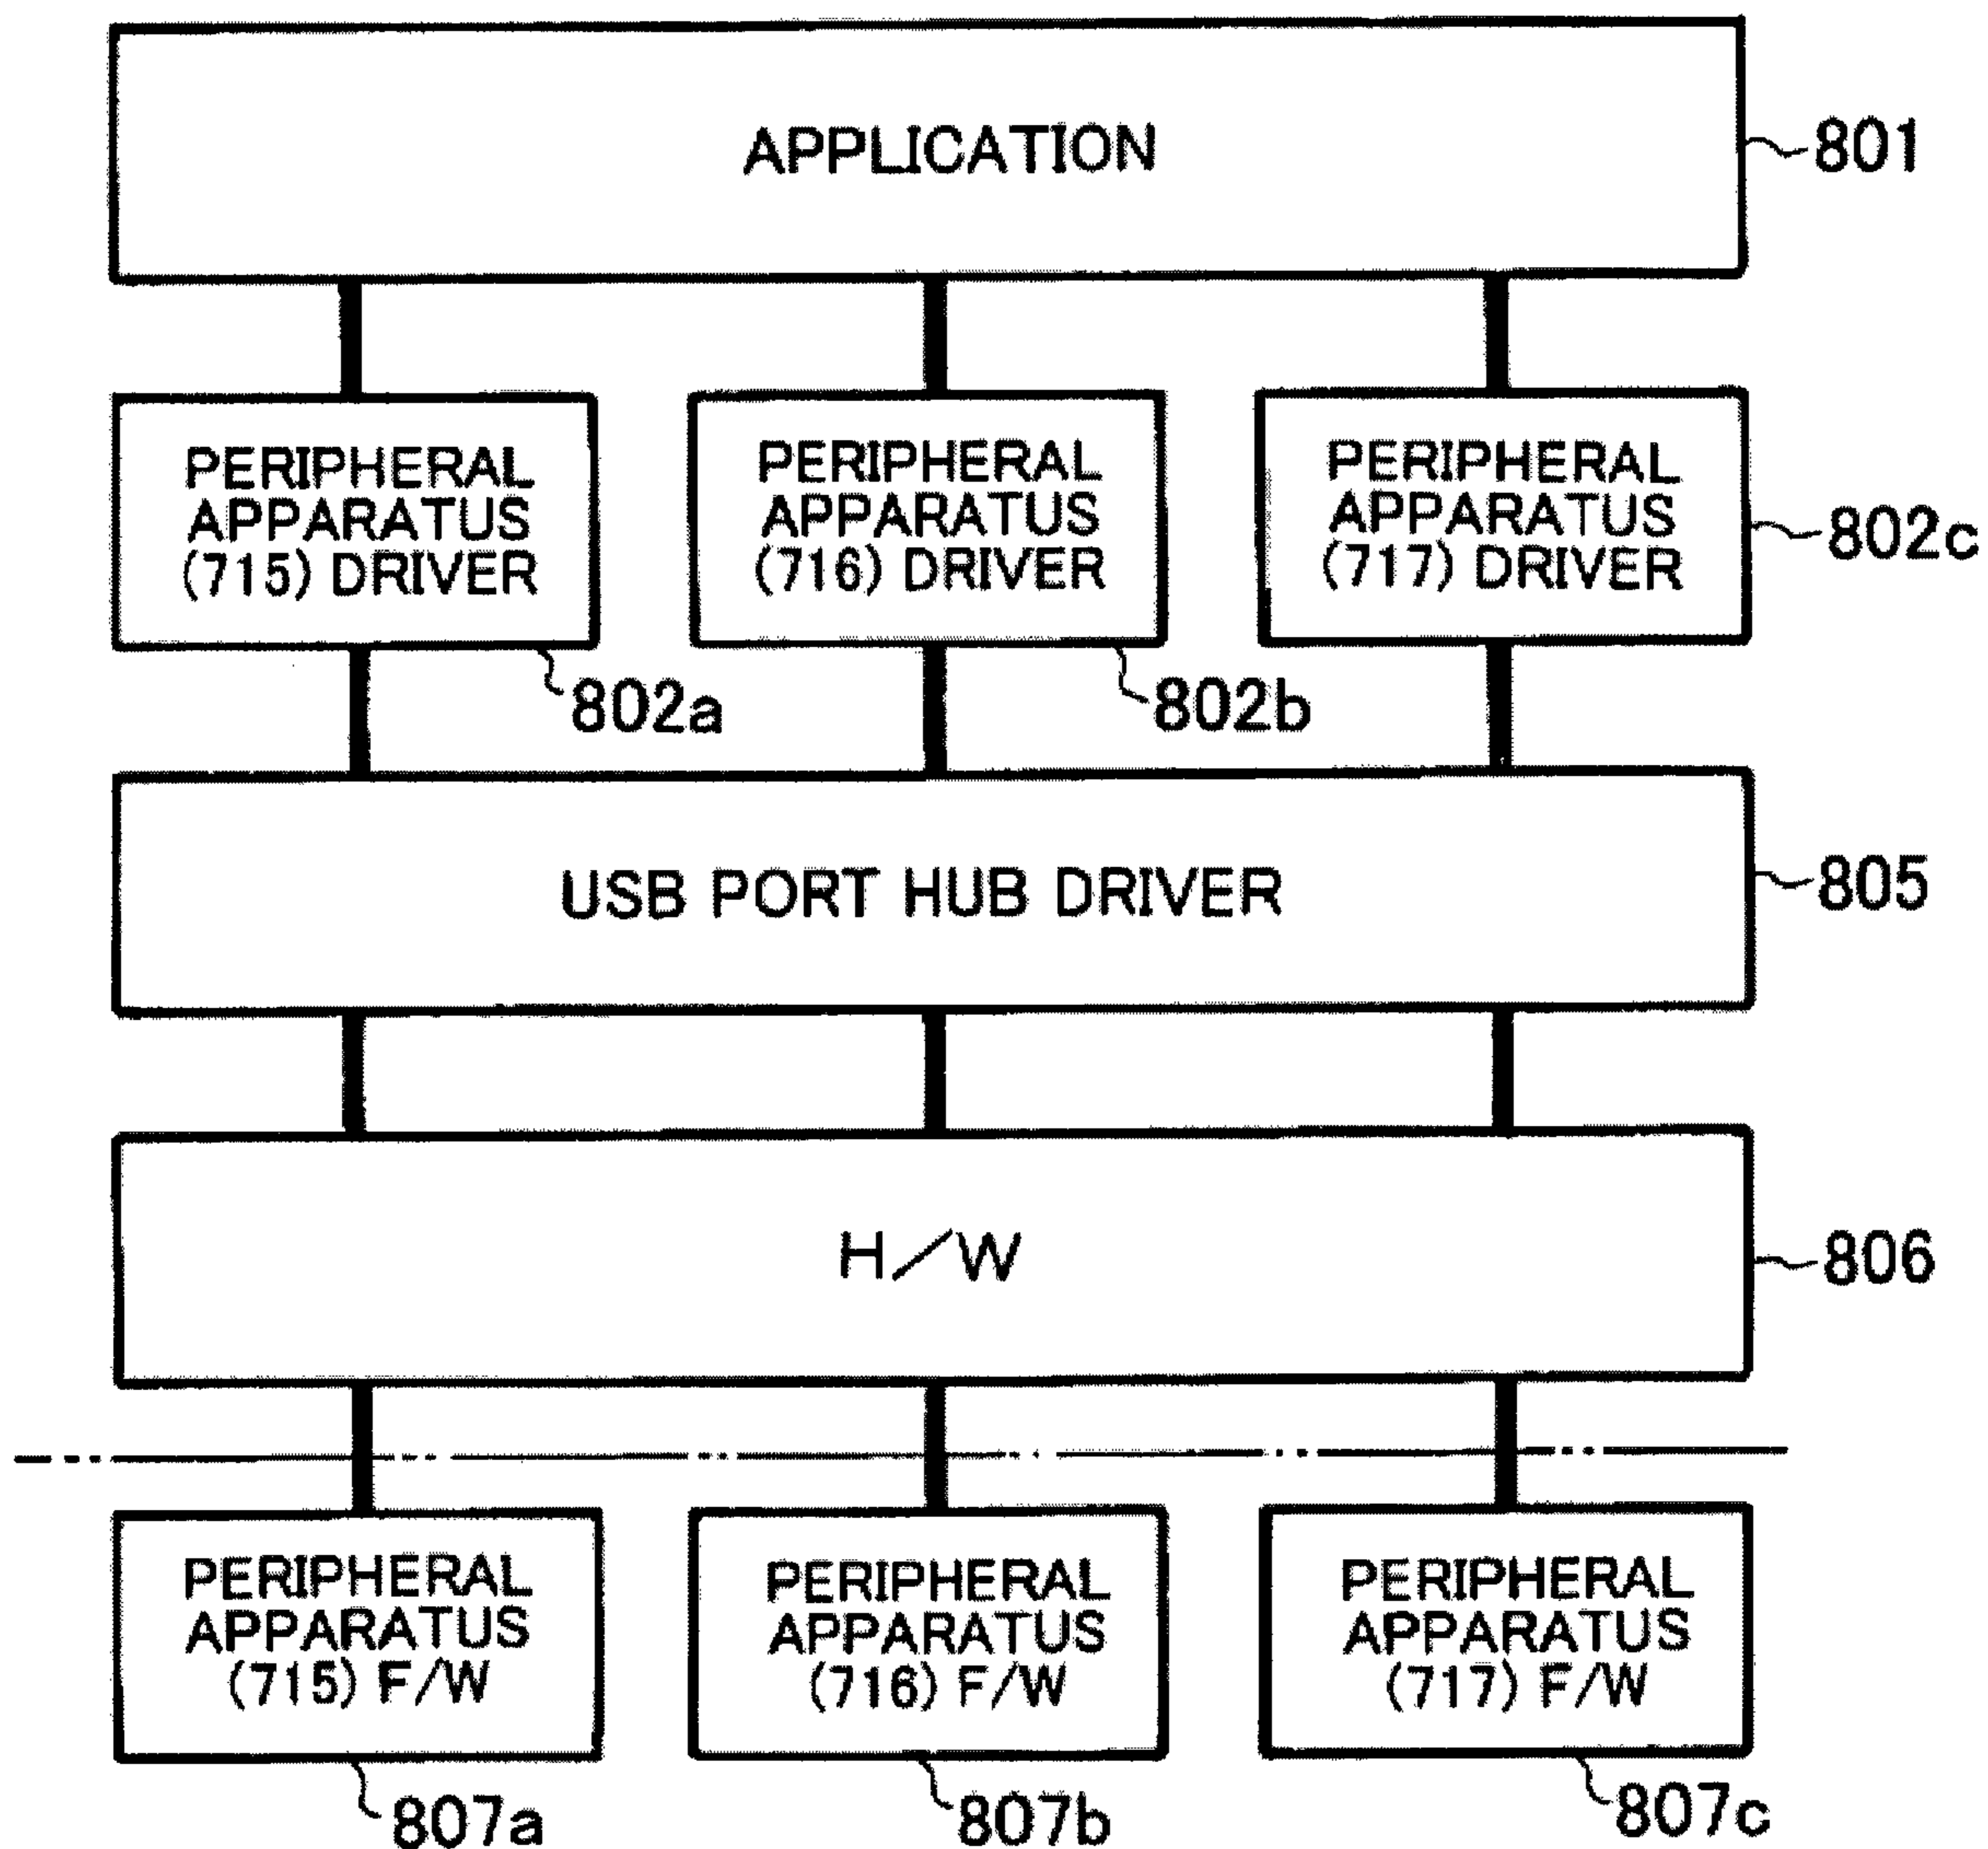 APPLICATION
801
PERIPHERAL
APPARATUS
(715) DRIVER
PERIPHERAL
APPARATUS
(716) DRIVER
PERIPHERAL
APPARATUS
(717) DRIVER
802c
802a
802b
USB PORT HUB DRIVER
805
H/W
806
PERIPHERAL
APPARATUS
(715) F/W
PERIPHERAL
APPARATUS
(716) F/W
PERIPHERAL
APPARATUS
(717) F/W
807a
807b
807c